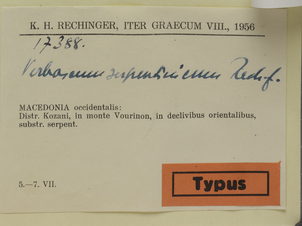 K. H. RECHINGER, ITER GRAECUM VIII., 1956
17388.
Verbascum serpentinicum Rech. f.
MACEDONIA occidentalis:
Distr. Kozani, in monte Vourinon, in declivibus orientalibus,
substr. serpent.
5.—7. VII.
Typus